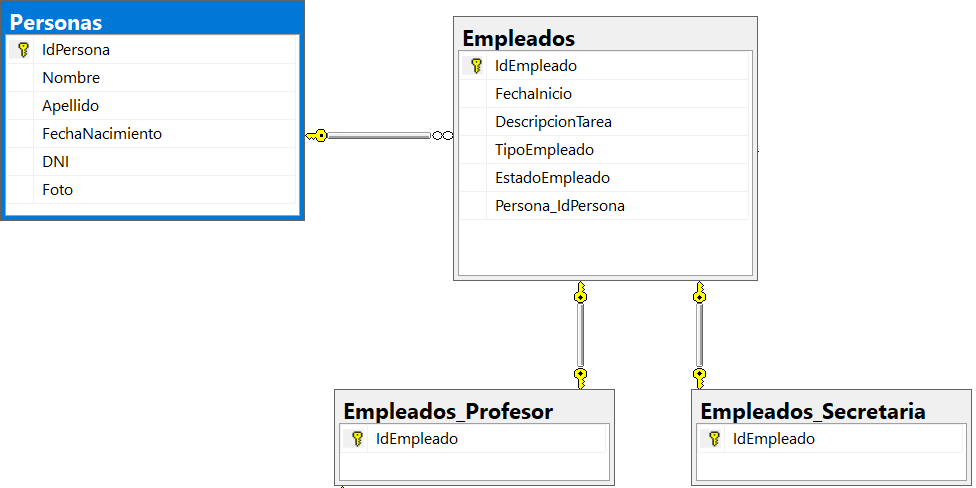 Personas
IdPersona
Nombre
Apellido
FechaNacimiento
DNI
Foto
Empleados
IdEmpleado
FechaInicio
DescripcionTarea
TipoEmpleado
EstadoEmpleado
Persona_IdPersona
Empleados_Profesor
IdEmpleado
Empleados_Secretaria
IdEmpleado